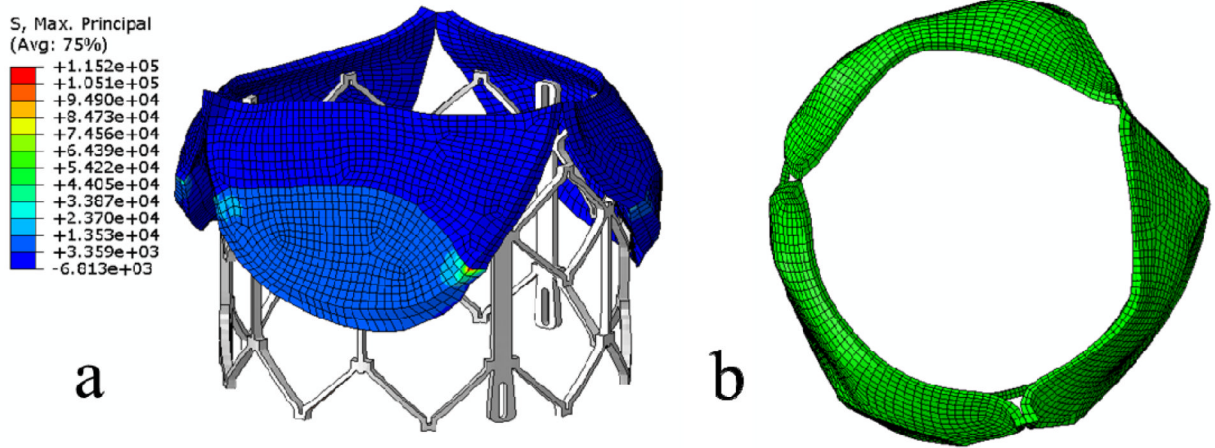 S, Max. Principal
(Avg: 75%)
+1.152e+05
+1.051e+05
+9.490e+04
+8.473e+04
+7.456e+04
+6.439e+04
+5.422e+04
+4.405e+04
+3.387e+04
+2.370e+04
+1.353e+04
+3.359e+03
-6.813e+03
a
b